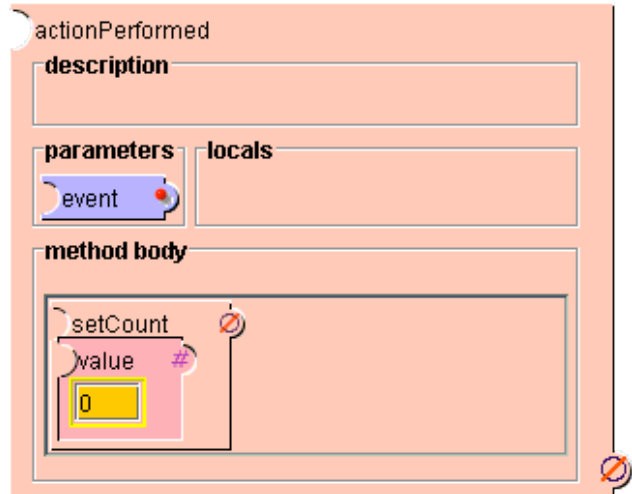 actionPerformed
description
parameters locals
event
method body
setCount
value #
0